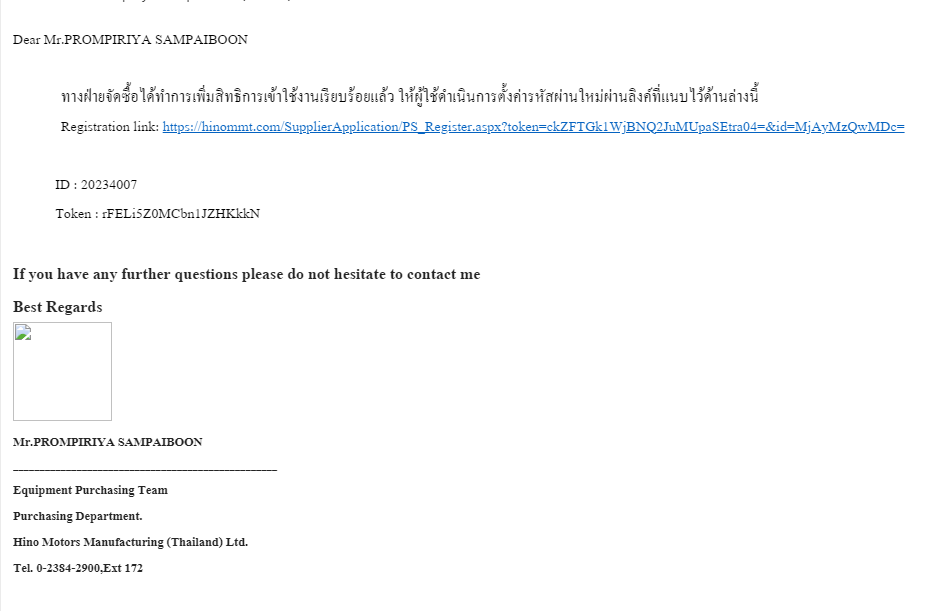 Dear Mr.PROMPIRIYA SAMPAIBOON
ทางฝ่ายจัดซื้อได้ทำการเพิ่มสิทธิการเข้าใช้งานเรียบร้อยแล้ว ให้ผู้ใช้ดำเนินการตั้งค่ารหัสผ่านใหม่ผ่านลิงค์ที่แนบไว้ด้านล่างนี้
Registration link: https://hinommt.com/SupplierApplication/PS_Register.aspx?token=ckZFTGk1WjBNQ2JuMUpaSEtra04=&id=MjAyMzQwMDc=
ID : 20234007
Token : rFELi5Z0MCbn1JZHKkkN
If you have any further questions please do not hesitate to contact me
Best Regards
Mr.PROMPIRIYA SAMPAIBOON
__________________________________________________
Equipment Purchasing Team
Purchasing Department.
Hino Motors Manufacturing (Thailand) Ltd.
Tel. 0-2384-2900,Ext 172